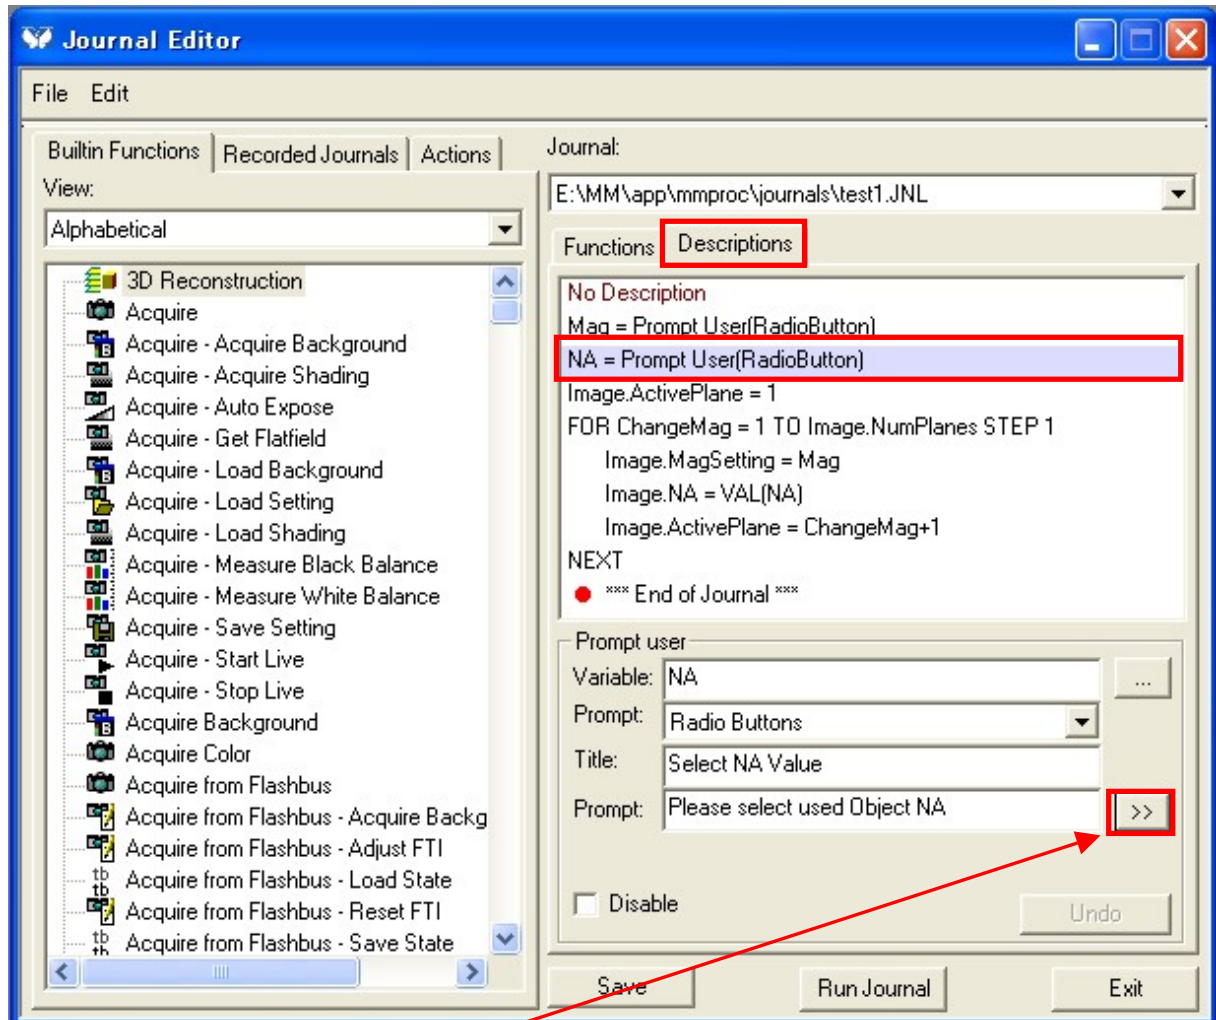 Journal Editor
File Edit
Builtin Functions Recorded Journals Actions
View:
Alphabetical
3D Reconstruction
Acquire
Acquire - Acquire Background
Acquire - Acquire Shading
Acquire - Auto Expose
Acquire - Get Flatfield
Acquire - Load Background
Acquire - Load Setting
Acquire - Load Shading
Acquire - Measure Black Balance
Acquire - Measure White Balance
Acquire - Save Setting
Acquire - Start Live
Acquire - Stop Live
Acquire Background
Acquire Color
Acquire from Flashbus
Acquire from Flashbus - Acquire Backg
Acquire from Flashbus - Adjust FTI
Acquire from Flashbus - Load State
Acquire from Flashbus - Reset FTI
Acquire from Flashbus - Save State
Journal:
E:\MM\app\mmproc\journals\test1.JNL
Functions Descriptions
No Description
Mag = Prompt User(RadioButton)
NA = Prompt User(RadioButton)
Image.ActivePlane = 1
FOR ChangeMag = 1 TO Image.NumPlanes STEP 1
Image.MagSetting = Mag
Image.NA = VAL(NA)
Image.ActivePlane = ChangeMag+1
NEXT
*** End of Journal ***
Prompt user
Variable: NA ...
Prompt: Radio Buttons
Title: Select NA Value
Prompt: Please select used Object NA >>
Disable Undo
Save Run Journal Exit